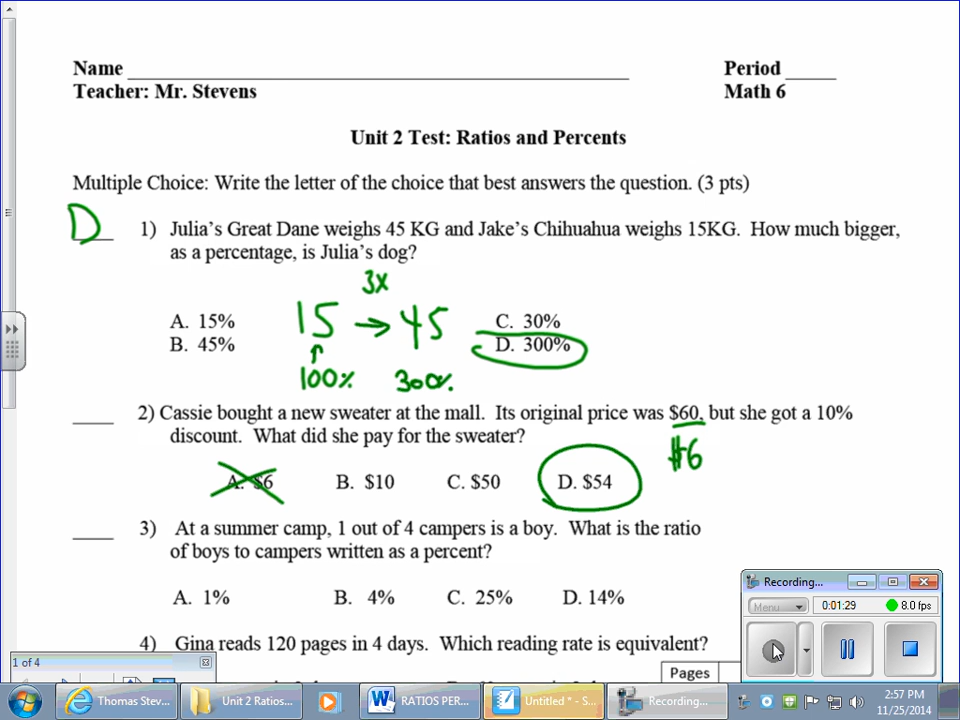 Name ____ Period ____
Teacher: Mr. Stevens Math 6
Unit 2 Test: Ratios and Percents
Multiple Choice: Write the letter of the choice that best answers the question. (3 pts)
D 1) Julia's Great Dane weighs 45 KG and Jake's Chihuahua weighs 15KG. How much bigger,
as a percentage, is Julia's dog?
3x
A. 15% 15 → 45 C. 30%
B. 45% D. 300%
↑
100% 300%
____ 2) Cassie bought a new sweater at the mall. Its original price was $60, but she got a 10%
discount. What did she pay for the sweater?
$6
A. $6 B. $10 C. $50 D. $54
____ 3) At a summer camp, 1 out of 4 campers is a boy. What is the ratio
of boys to campers written as a percent?
A. 1% B. 4% C. 25% D. 14%
4) Gina reads 120 pages in 4 days. Which reading rate is equivalent?
Pages
1 of 4
Recording...
Menu 0:01:29 8.0 fps
Thomas Steve... Unit 2 Ratios... RATIOS PER... Untitled * - S... Recording...
2:57 PM
11/25/2014